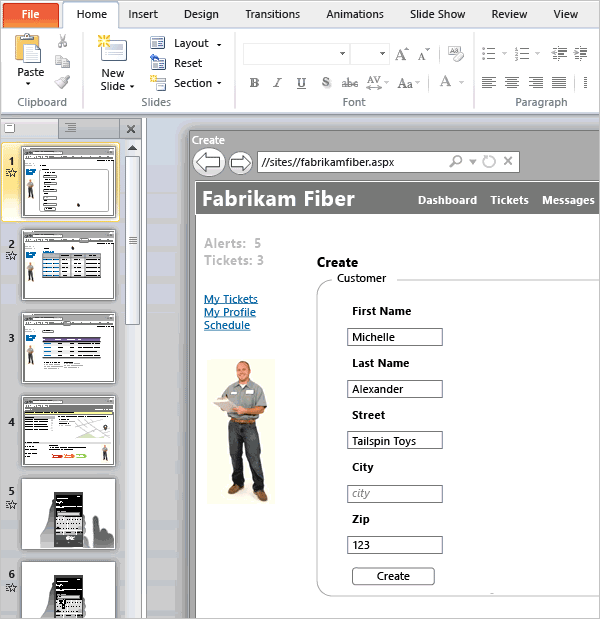 File Home Insert Design Transitions Animations Slide Show Review View
Paste
New
Slide
Layout
Reset
Section
B I U S abc AV Aa A
Clipboard Slides Font Paragraph
1
2
3
4
5
6
Create
//sites//fabrikamfiber.aspx
Fabrikam Fiber Dashboard Tickets Messages
Alerts: 5
Tickets: 3
My Tickets
My Profile
Schedule
Create
Customer
First Name
Michelle
Last Name
Alexander
Street
Tailspin Toys
City
city
Zip
123
Create